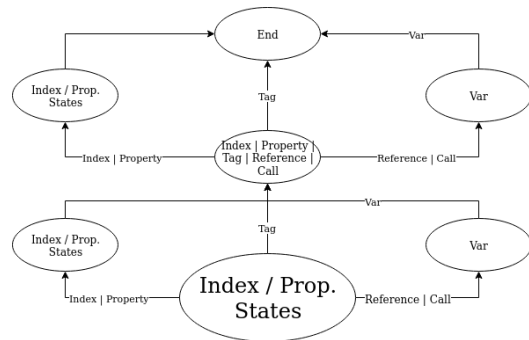 End
Var
Index / Prop.
States
Tag
Var
Index | Property |
Tag | Reference |
Call
Index | Property
Reference | Call
Index / Prop.
States
Var
Tag
Var
Index / Prop.
States
Index | Property
Reference | Call